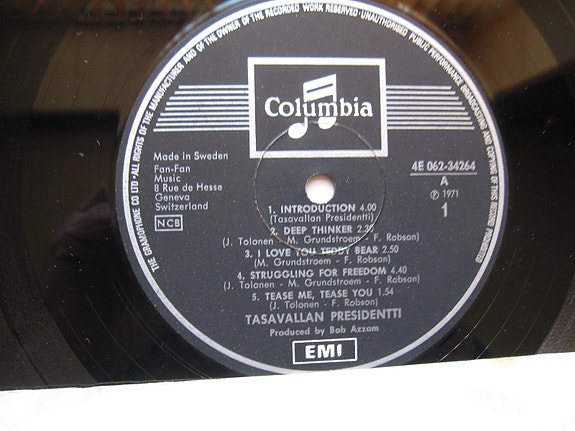 THE GRAMOPHONE CO LTD · ALL RIGHTS OF THE MANUFACTURER AND OF THE OWNER OF THE RECORDED WORK RESERVED · UNAUTHORISED PUBLIC PERFORMANCE BROADCASTING AND COPYING OF THIS RECORD PROHIBITED
Columbia
Made in Sweden
Fan-Fan
Music
8 Rue de Hesse
Geneva
Switzerland
NCB
4E 062-34264
A
℗ 1971
1
1. INTRODUCTION 4.00
(Tasavallan Presidentti)
2. DEEP THINKER 2.30
(J. Tolonen - M. Grundstroem - F. Robson)
3. I LOVE YOU TEDDY BEAR 2.50
(M. Grundstroem - F. Robson)
4. STRUGGLING FOR FREEDOM 4.40
(J. Tolonen - M. Grundstroem - F. Robson)
5. TEASE ME, TEASE YOU 1.54
(J. Tolonen - F. Robson)
TASAVALLAN PRESIDENTTI
Produced by Bob Azzam
EMI